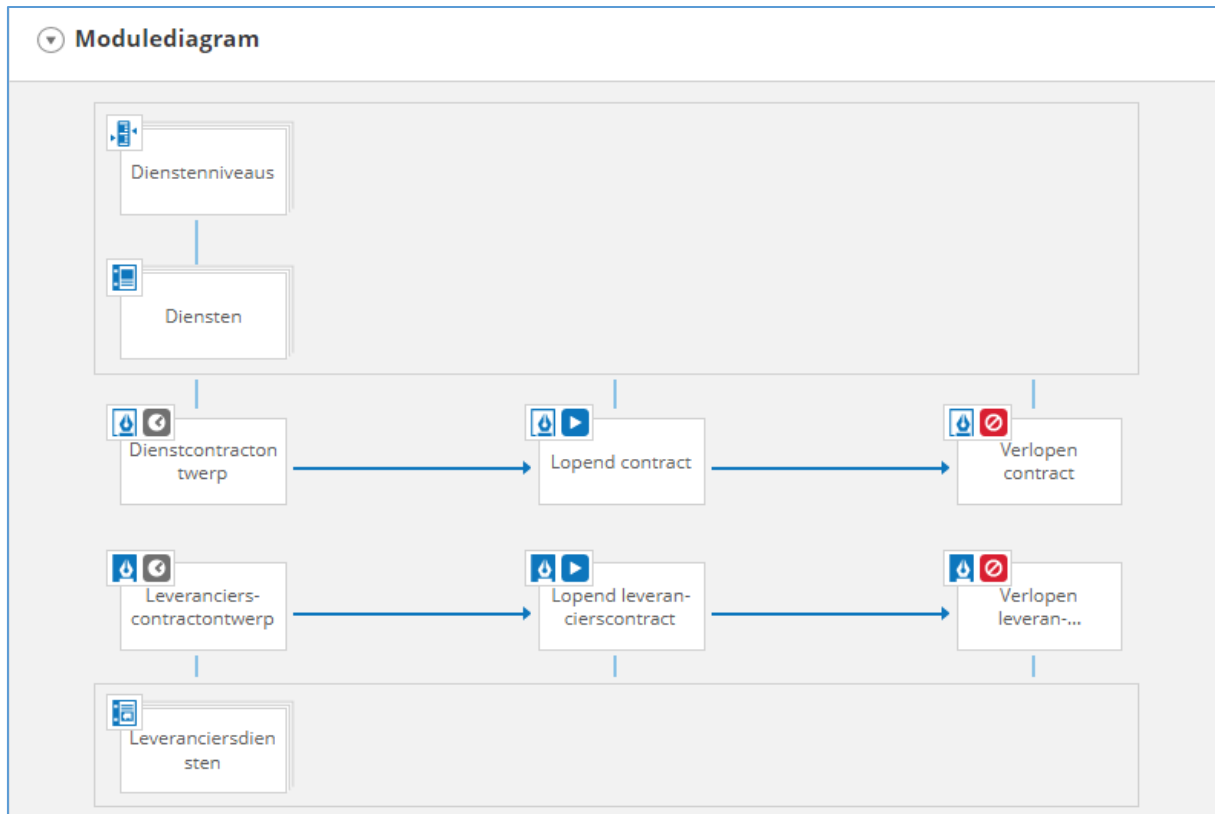 Modulediagram
Dienstenniveaus
Diensten
Dienstcontracton
twerp
Lopend contract
Verlopen
contract
Leveranciers-
contractontwerp
Lopend leveran-
cierscontract
Verlopen
leveran-...
Leveranciersdien
sten